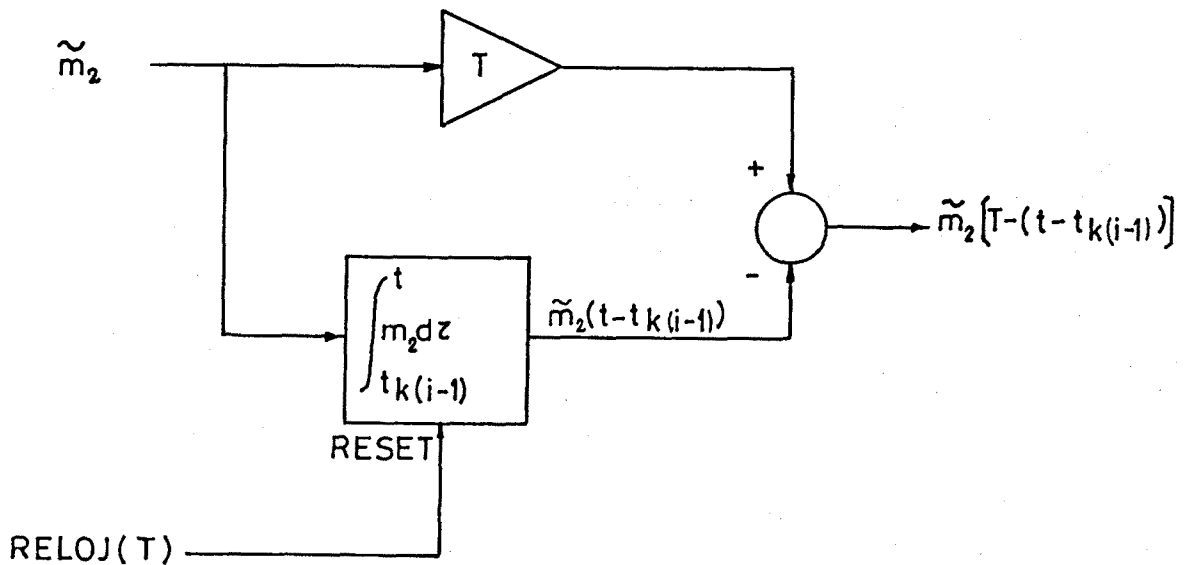 m̃₂
T
+
m̃₂[T-(t-tₖ₍ᵢ₋₁₎)]
-
∫ t
m₂dτ
tₖ₍ᵢ₋₁₎
m̃₂(t-tₖ₍ᵢ₋₁₎)
RESET
RELOJ(T)